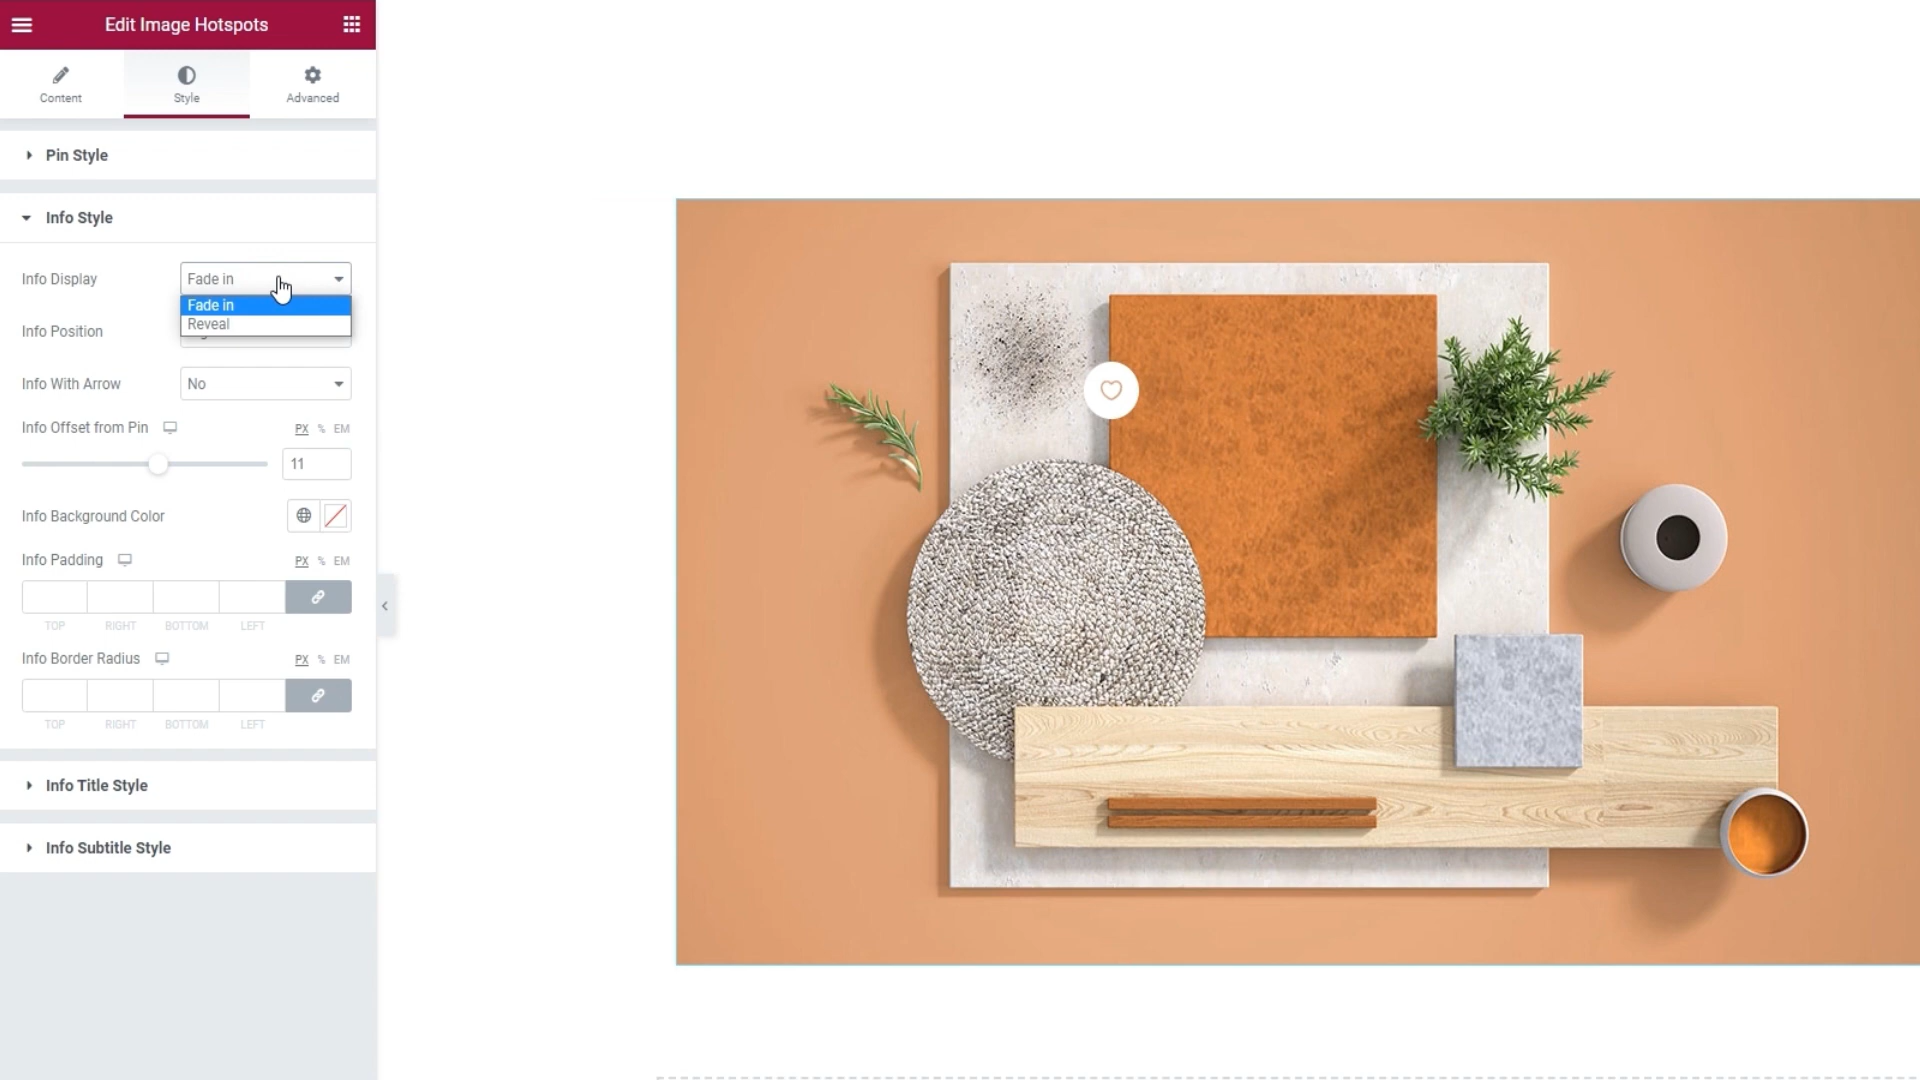 Edit Image Hotspots
Content
Style
Advanced
Pin Style
Info Style
Info Display
Fade in
Fade in
Reveal
Info Position
Info With Arrow
No
Info Offset from Pin
PX % EM
11
Info Background Color
Info Padding
PX % EM
TOP RIGHT BOTTOM LEFT
Info Border Radius
PX % EM
TOP RIGHT BOTTOM LEFT
Info Title Style
Info Subtitle Style